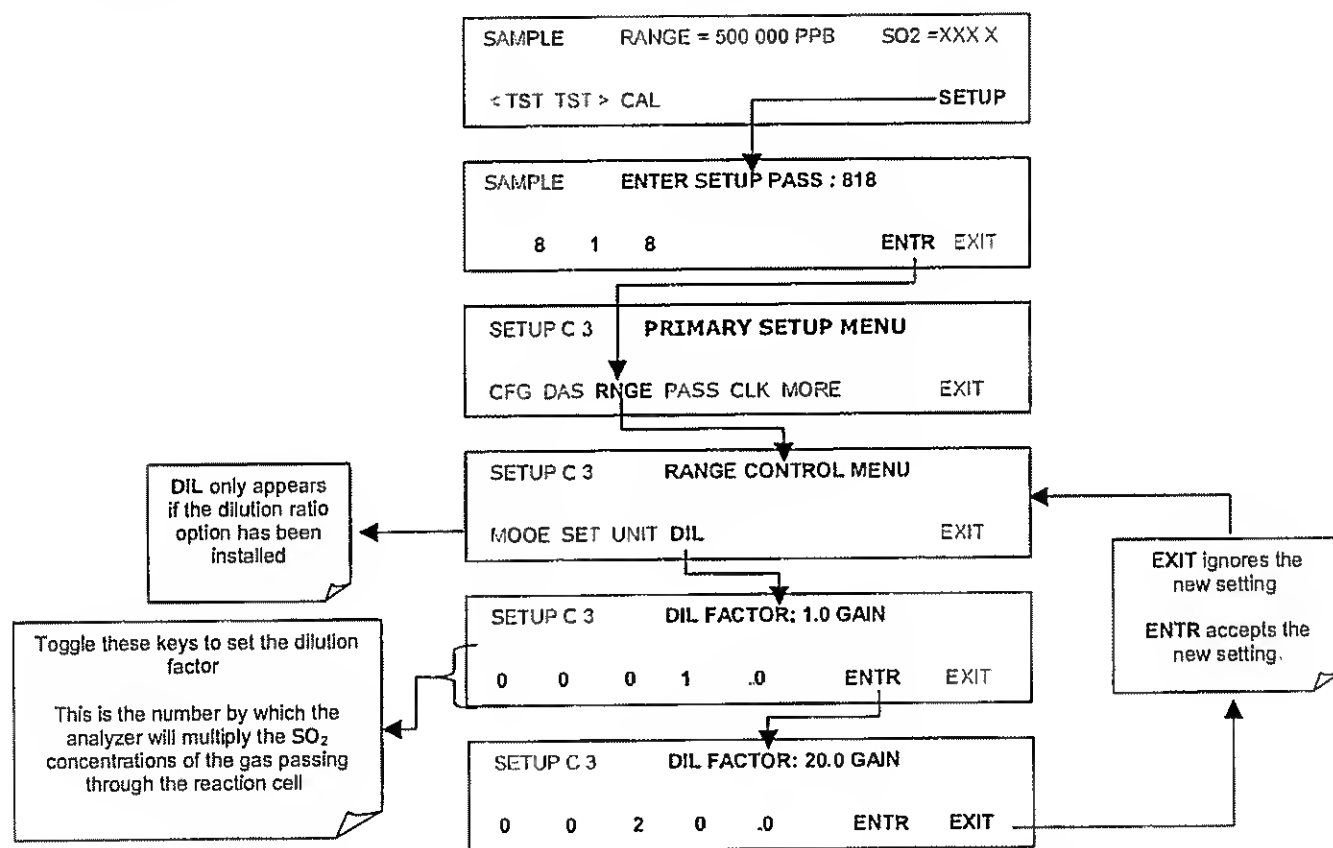 SAMPLE RANGE = 500 000 PPB SO2 =XXX X
< TST TST > CAL SETUP
SAMPLE ENTER SETUP PASS : 818
8 1 8 ENTR EXIT
SETUP C 3 PRIMARY SETUP MENU
CFG DAS RNGE PASS CLK MORE EXIT
SETUP C 3 RANGE CONTROL MENU
MODE SET UNIT DIL EXIT
DIL only appears
if the dilution ratio
option has been
installed
EXIT ignores the
new setting
ENTR accepts the
new setting.
SETUP C 3 DIL FACTOR: 1.0 GAIN
0 0 0 1 .0 ENTR EXIT
Toggle these keys to set the dilution
factor
This is the number by which the
analyzer will multiply the SO₂
concentrations of the gas passing
through the reaction cell
SETUP C 3 DIL FACTOR: 20.0 GAIN
0 0 2 0 .0 ENTR EXIT